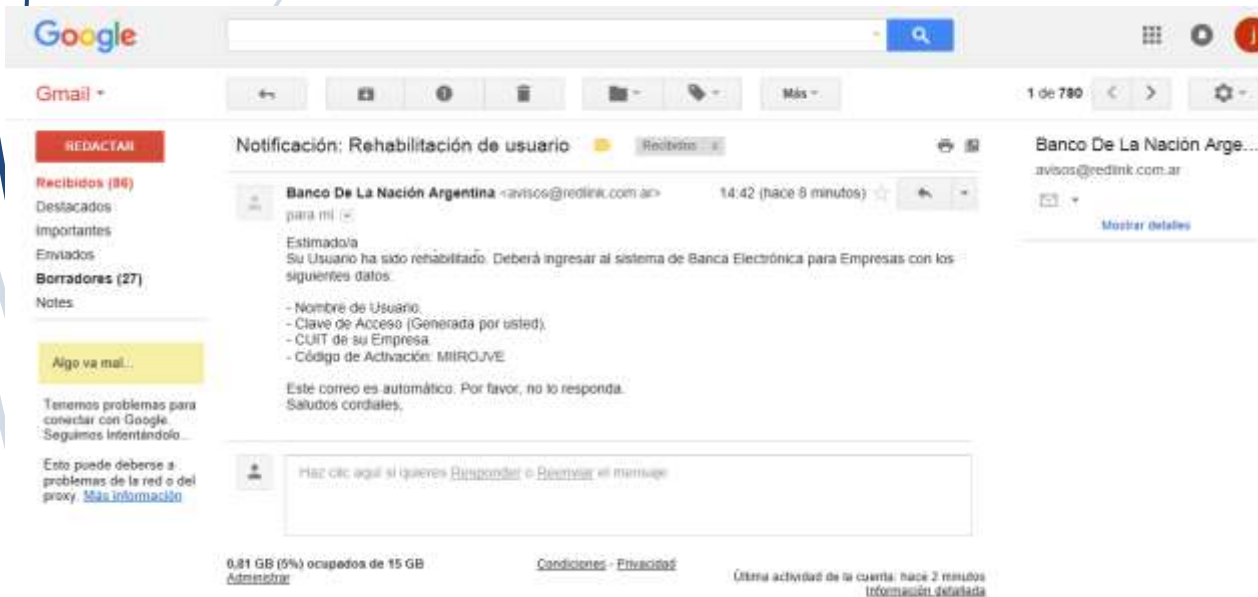 Google
Gmail
Más
1 de 780
j
REDACTAR
Notificación: Rehabilitación de usuario
Recibidos x
Banco De La Nación Arge...
avisos@redlink.com.ar
Mostrar detalles
Recibidos (86)
Destacados
Importantes
Enviados
Borradores (27)
Notes
Banco De La Nación Argentina <avisos@redlink.com.ar>
14:42 (hace 8 minutos)
para mí
Estimado/a
Su Usuario ha sido rehabilitado. Deberá ingresar al sistema de Banca Electrónica para Empresas con los
siguientes datos:
- Nombre de Usuario.
- Clave de Acceso (Generada por usted).
- CUIT de su Empresa.
- Código de Activación: MIIROJVE
Este correo es automático. Por favor, no lo responda.
Saludos cordiales,
Algo va mal...
Tenemos problemas para
conectar con Google.
Seguimos intentándolo...
Esto puede deberse a
problemas de la red o del
proxy. Más información
Haz clic aquí si quieres Responder o Reenviar el mensaje
0,81 GB (5%) ocupados de 15 GB
Administrar
Condiciones - Privacidad
Última actividad de la cuenta: hace 2 minutos
Información detallada